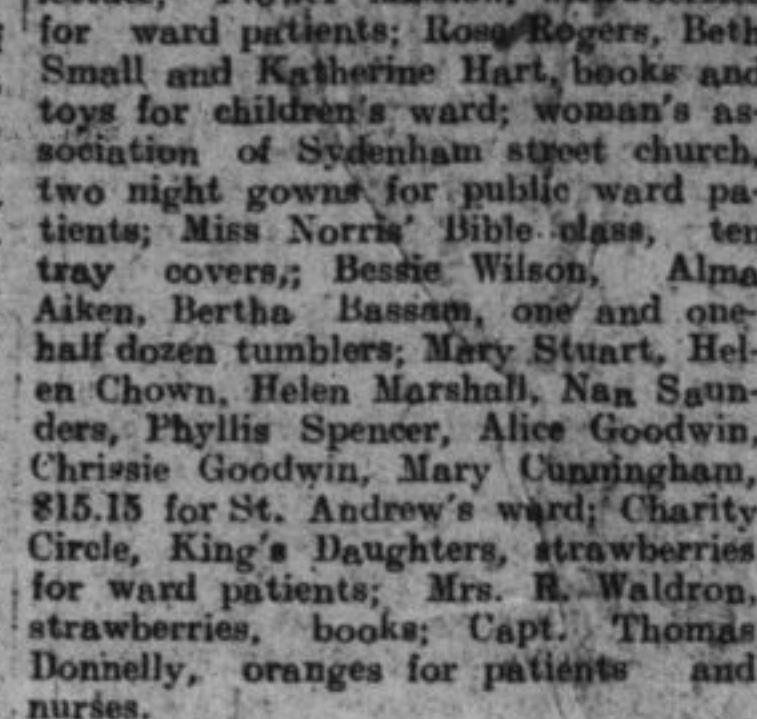 for ward patients; Rose Rogers, Beth
Small and Katherine Hart, books and
toys for children's ward; woman's as-
sociation of Sydenham street church,
two night gowns for public ward pa-
tients; Miss Norris' Bible class, ten
tray covers,; Bessie Wilson, Alma
Aiken, Bertha Bassam, one and one-
half dozen tumblers; Mary Stuart, Hel-
en Chown, Helen Marshall, Nan Saun-
ders, Phyllis Spencer, Alice Goodwin,
Chrissie Goodwin, Mary Cunningham,
$15.15 for St. Andrew's ward; Charity
Circle, King's Daughters, strawberries
for ward patients; Mrs. R. Waldron,
strawberries, books; Capt. Thomas
Donnelly, oranges for patients and
nurses.